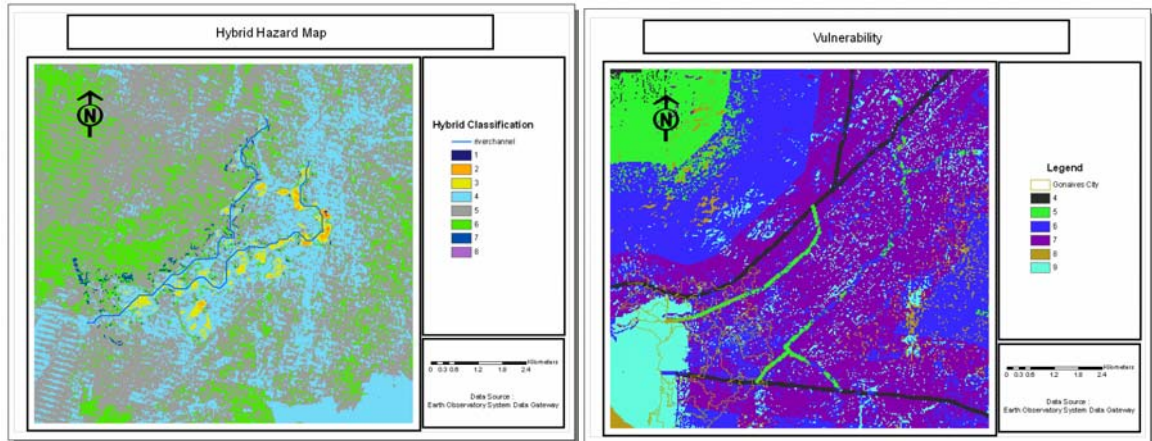 Hybrid Hazard Map
N
Hybrid Classification
riverchannel
1
2
3
4
5
6
7
8
Kilometers
0 0.3 0.6 1.2 1.8 2.4
Data Source :
Earth Observatory System Data Gateway
Vulnerability
N
Legend
Gonaives City
4
5
6
7
8
9
Kilometers
0 0.3 0.6 1.2 1.8 2.4
Data Source :
Earth Observatory System Data Gateway